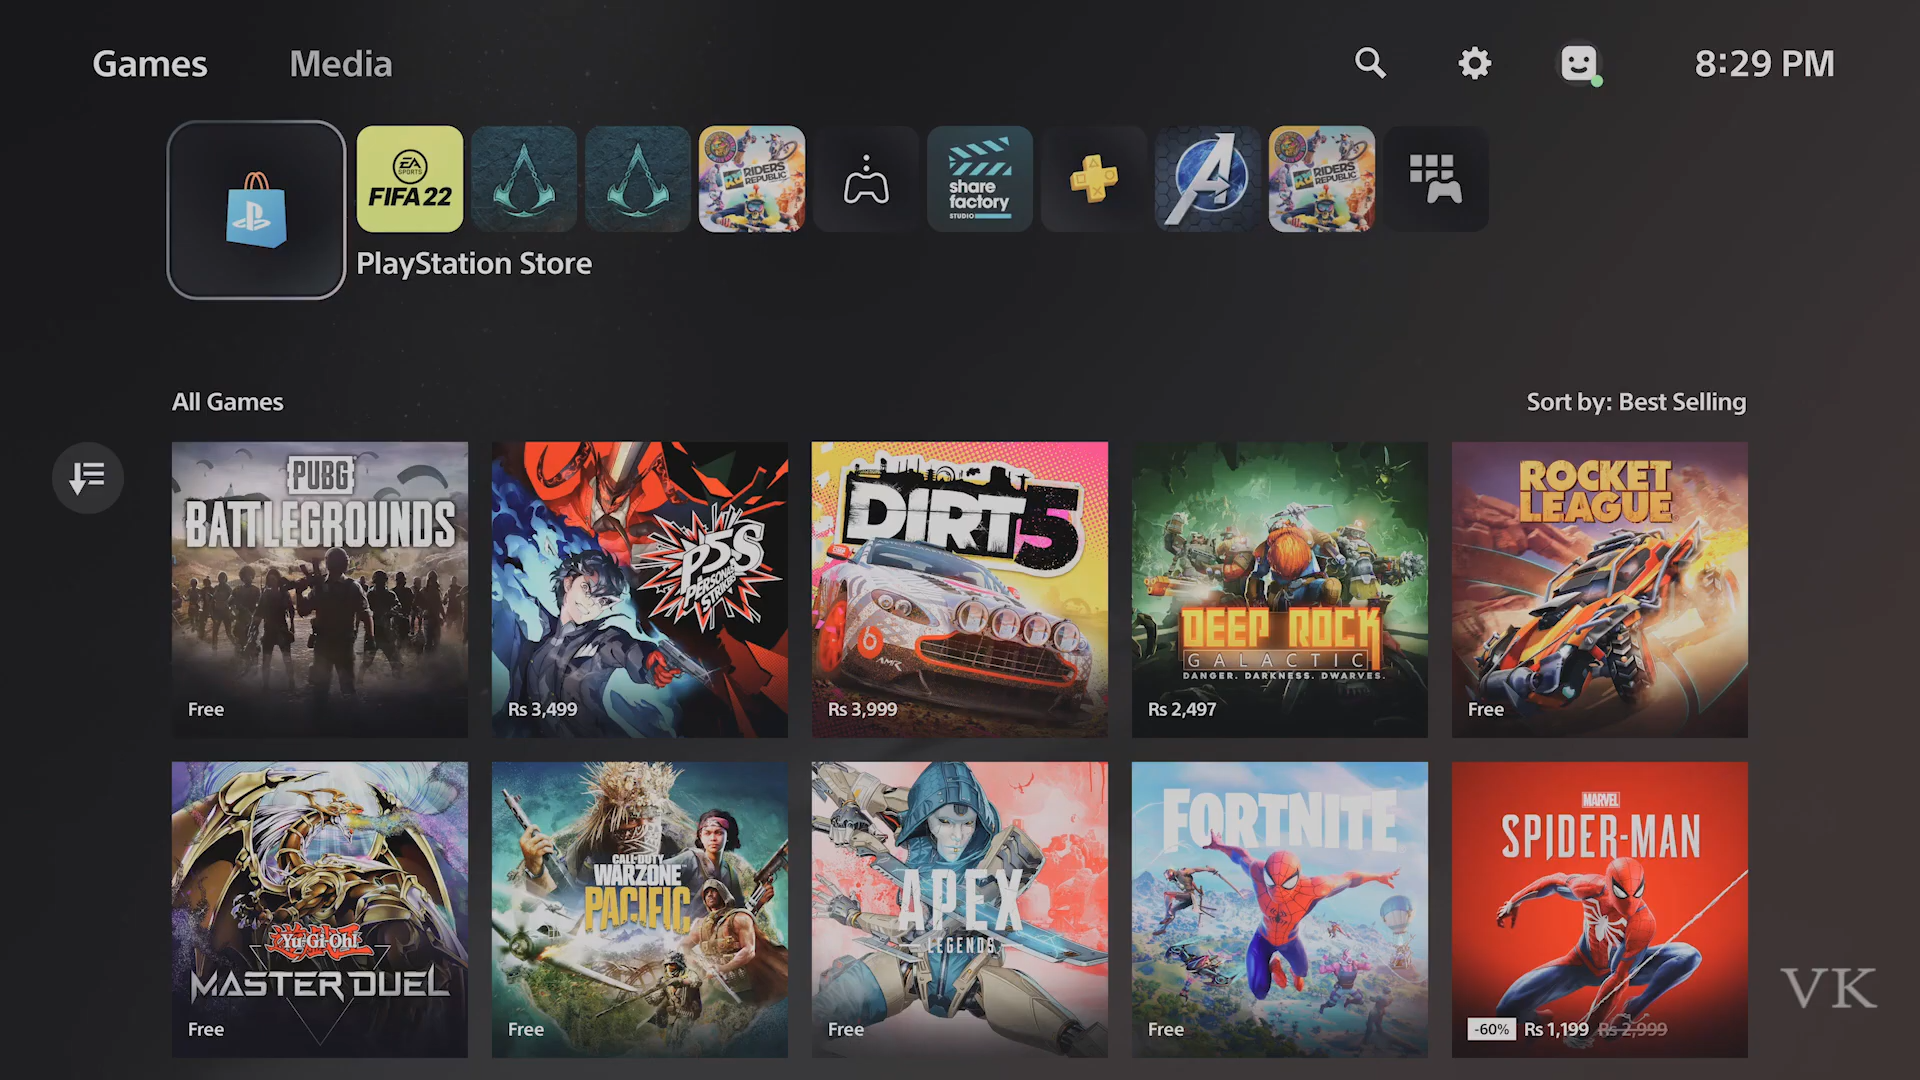 Games
Media
8:29 PM
EA
SPORTS
FIFA 22
RIDERS
REPUBLIC
share
factory
STUDIO
RIDERS
REPUBLIC
PlayStation Store
All Games
Sort by: Best Selling
PUBG
BATTLEGROUNDS
Free
P5S
Rs 3,499
DIRT 5
AMR
Rs 3,999
DEEP ROCK
GALACTIC
DANGER. DARKNESS. DWARVES.
Rs 2,497
ROCKET
LEAGUE
Free
Yu-Gi-Oh!
MASTER DUEL
Free
CALL OF DUTY
WARZONE
PACIFIC
Free
APEX
LEGENDS
Free
FORTNITE
Free
MARVEL
SPIDER-MAN
-60% Rs 1,199 Rs 2,999
VK